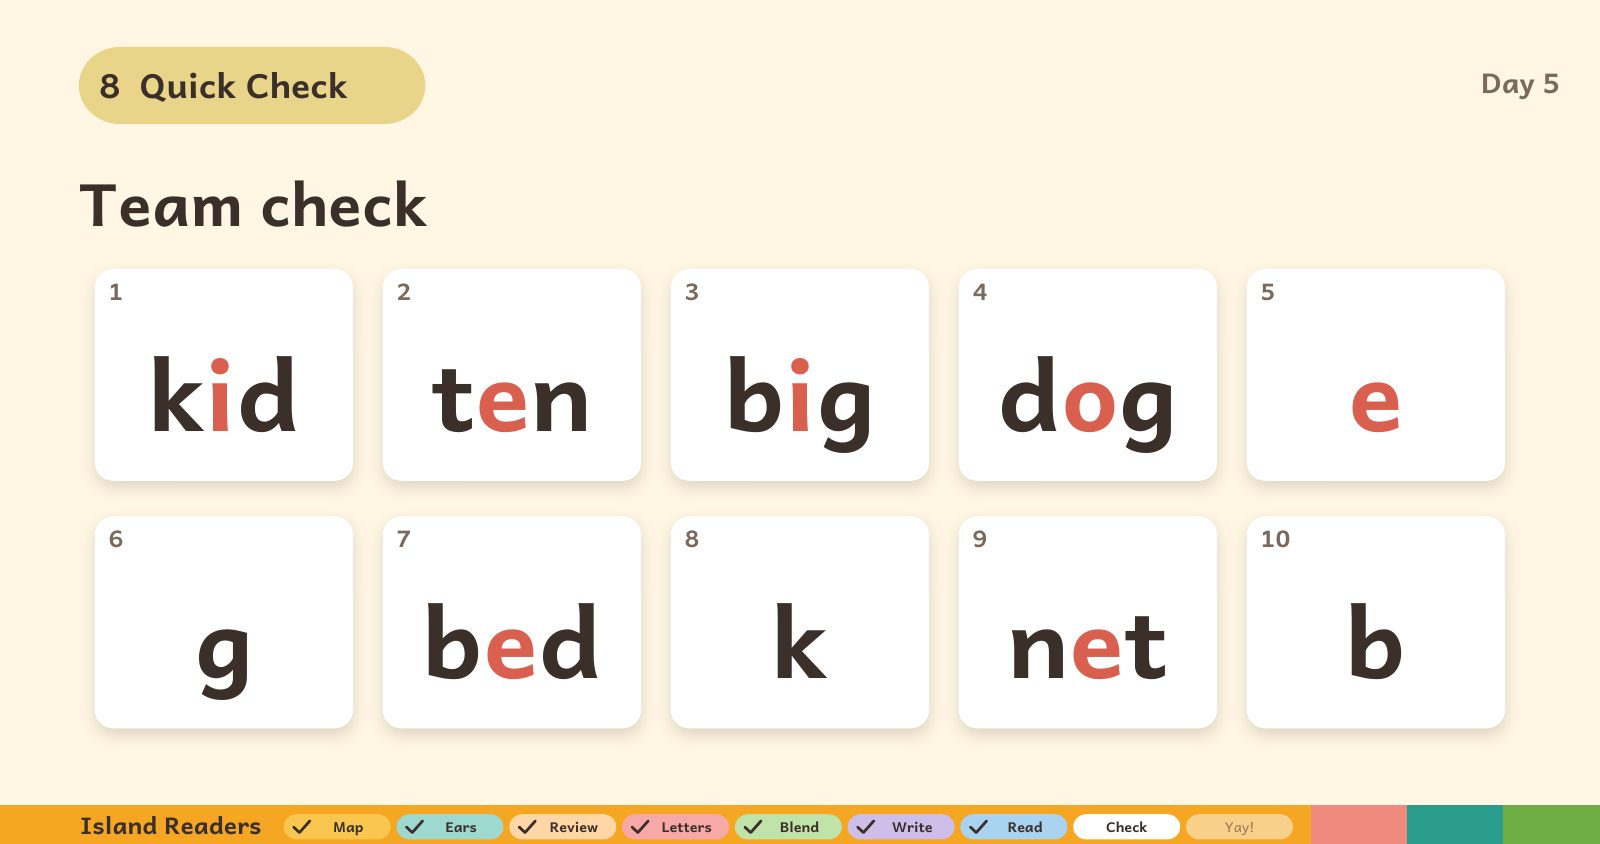 8 Quick Check
Day 5
Team check
1
kid
2
ten
3
big
4
dog
5
e
6
g
7
bed
8
k
9
net
10
b
Island Readers
Map
Ears
Review
Letters
Blend
Write
Read
Check
Yay!